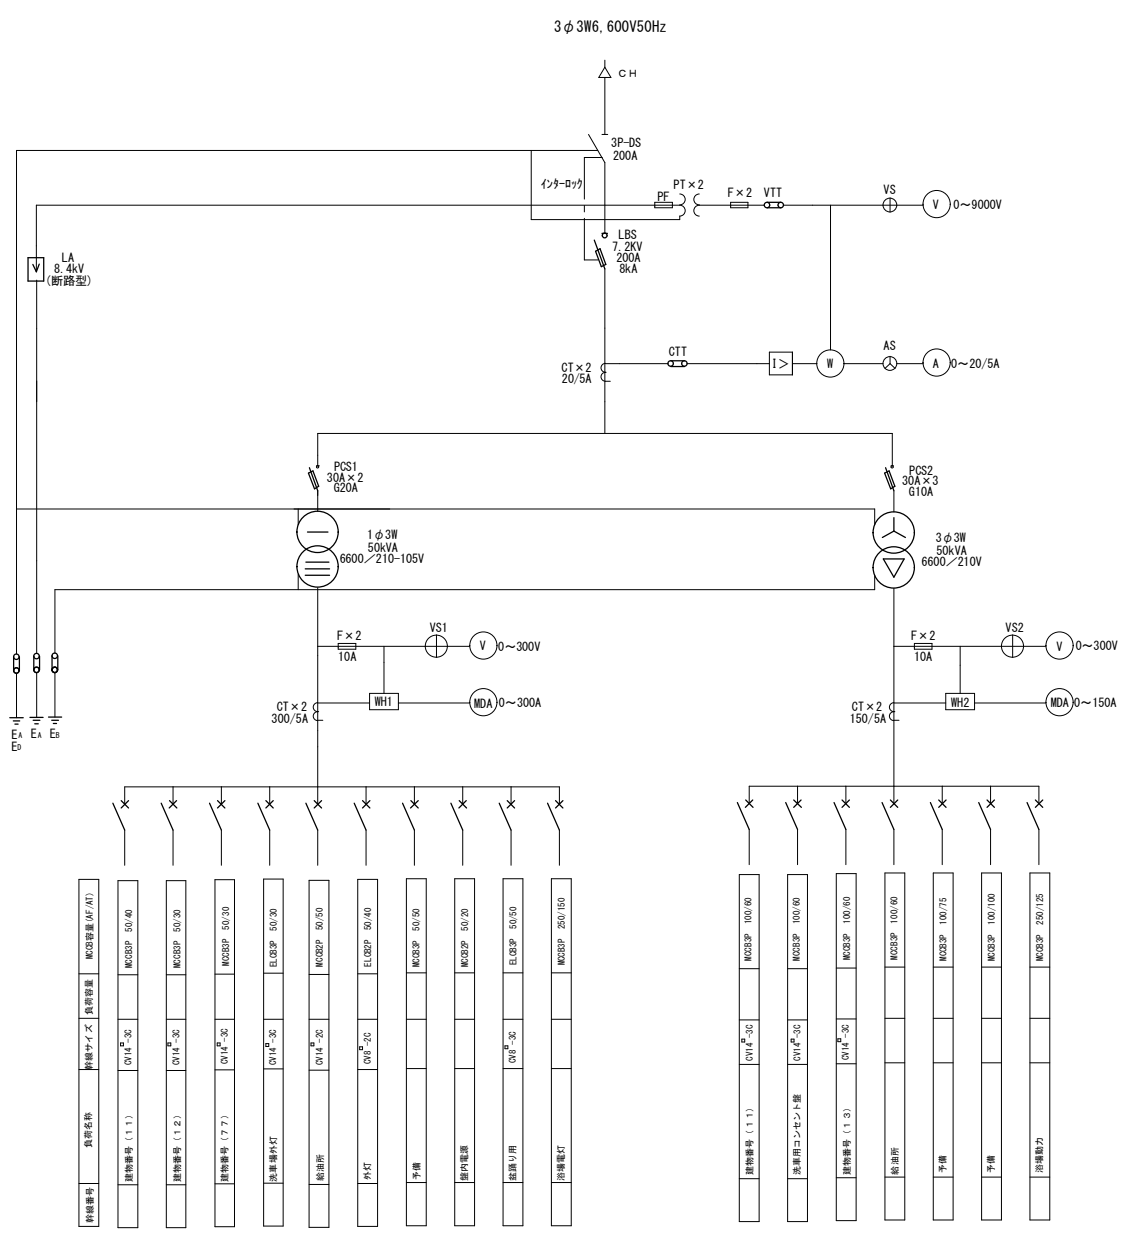 3φ3W6,600V50Hz
CH
3P-DS
200A
インターロック
PF
PT×2
F×2
VTT
VS
V
0～9000V
LBS
7.2KV
200A
8kA
LA
8.4kV
(断路型)
CTT
CT×2
20/5A
I>
W
AS
A
0～20/5A
PCS1
30A×2
G20A
PCS2
30A×3
G10A
1φ3W
50kVA
6600／210-105V
3φ3W
50kVA
6600／210V
F×2
10A
VS1
V
0～300V
CT×2
300/5A
WH1
MDA
0～300A
F×2
10A
VS2
V
0～300V
CT×2
150/5A
WH2
MDA
0～150A
EA
ED
EA
EB
MCCB容量(AF/AT)
負荷容量
幹線サイズ
負荷名称
幹線番号
MCCB3P 50/40
CV14□-3C
建物番号（11）
MCCB3P 50/30
CV14□-3C
建物番号（12）
MCCB3P 50/30
CV14□-3C
建物番号（77）
ELCB3P 50/30
CV14□-3C
洗車場外灯
MCCB2P 50/50
CV14□-2C
給油所
ELCB2P 50/40
CV8□-2C
外灯
MCCB3P 50/50
予備
MCCB2P 50/20
盤内電源
ELCB3P 50/50
CV8□-3C
盆踊り用
MCCB3P 250/150
浴場電灯
MCCB3P 100/60
CV14□-3C
建物番号（11）
MCCB3P 100/60
CV14□-3C
洗車用コンセント盤
MCCB3P 100/60
CV14□-3C
建物番号（13）
MCCB3P 100/60
給油所
MCCB3P 100/75
予備
MCCB3P 100/100
予備
MCCB3P 250/125
浴場動力